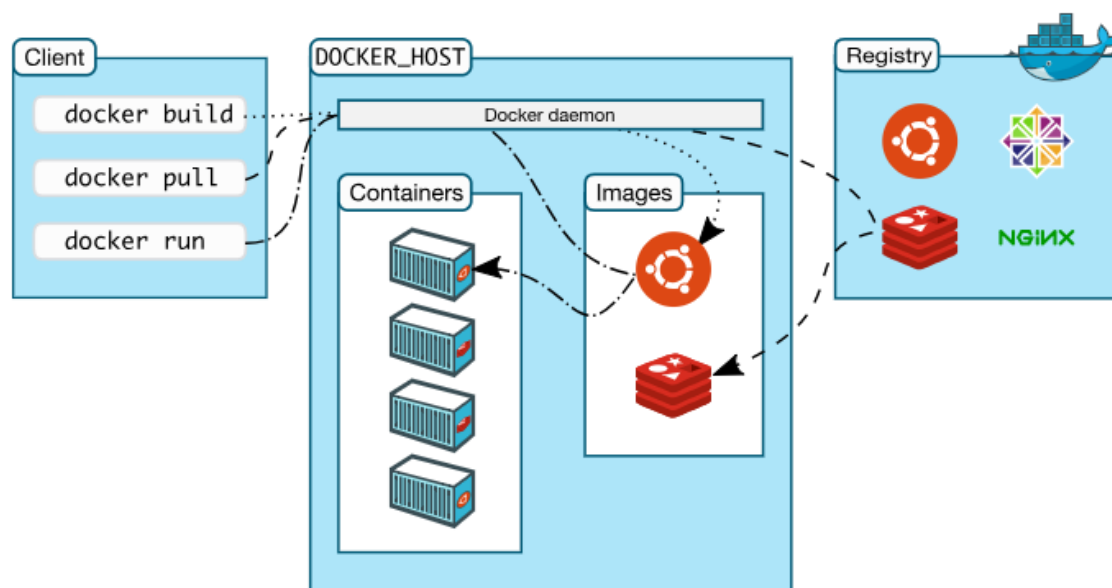 Client
docker build
docker pull
docker run
DOCKER_HOST
Docker daemon
Containers
Images
Registry
NGiNX